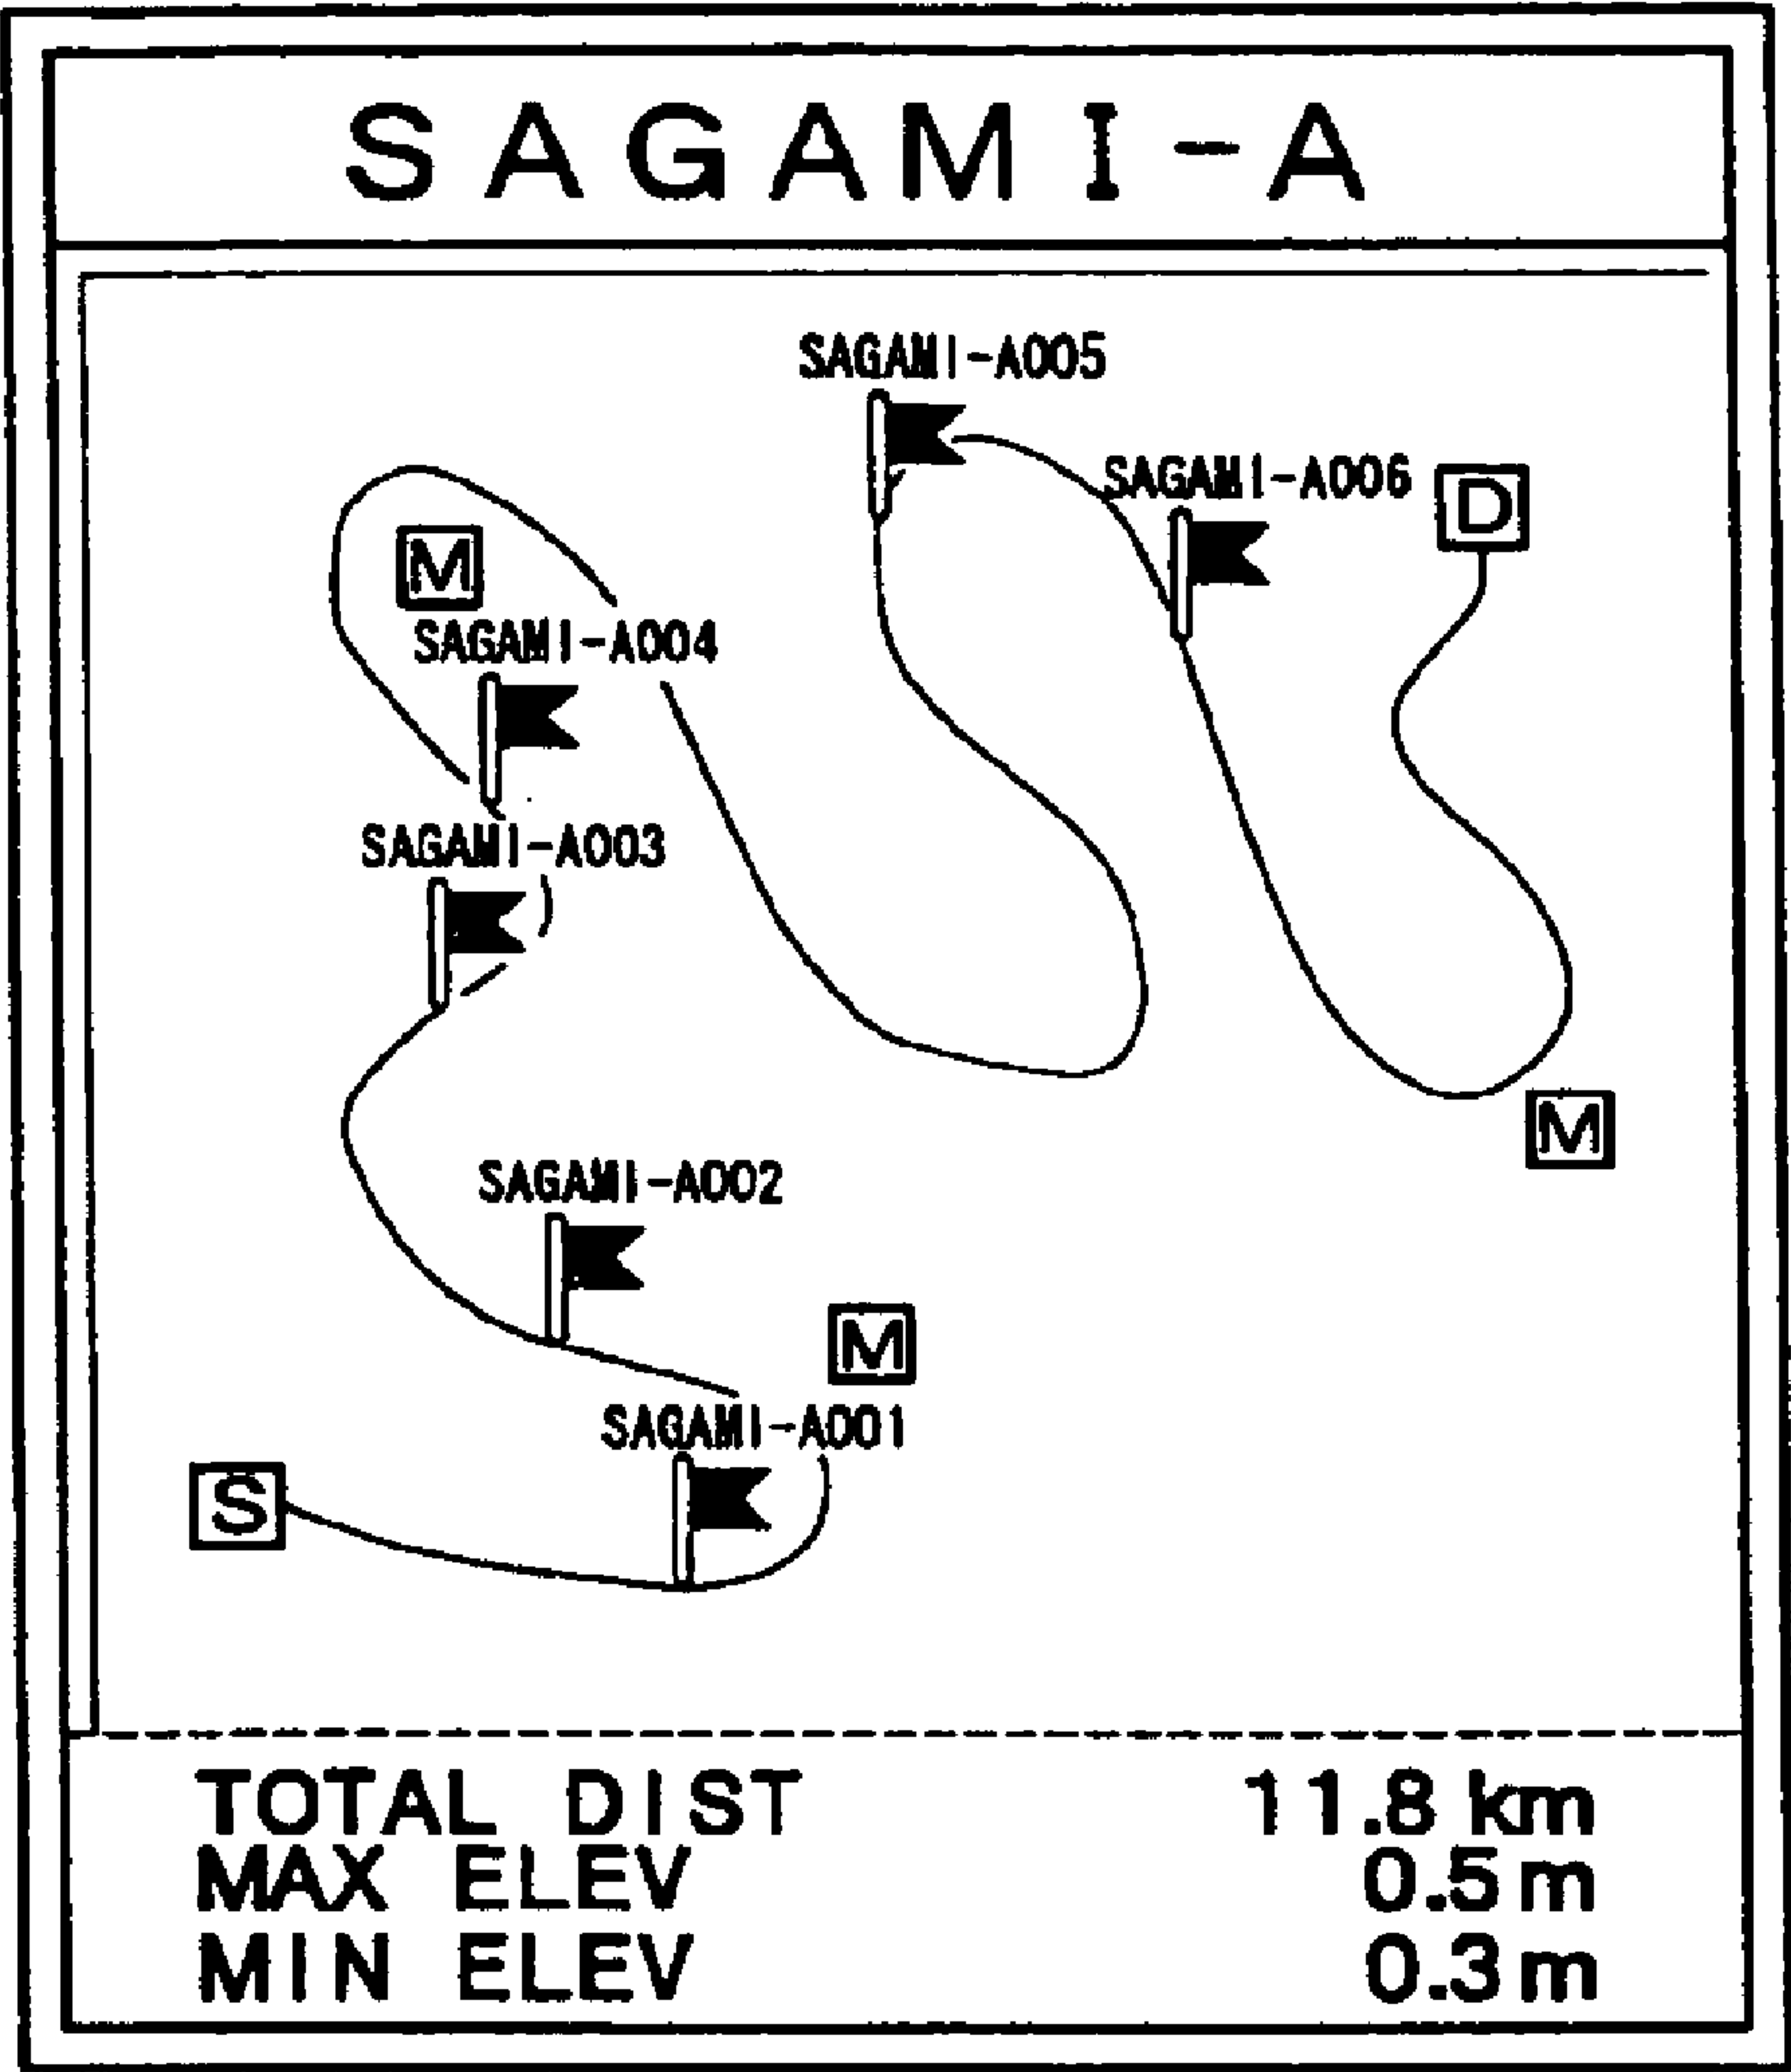 SAGAMI-A
SAGAMI-A005
SAGAMI-A006
D
M
SAGAMI-A004
SAGAMI-A003
M
SAGAMI-A002
M
SAGAMI-A001
S
TOTAL DIST 11.8 km
MAX ELEV 0.5 m
MIN ELEV 0.3 m